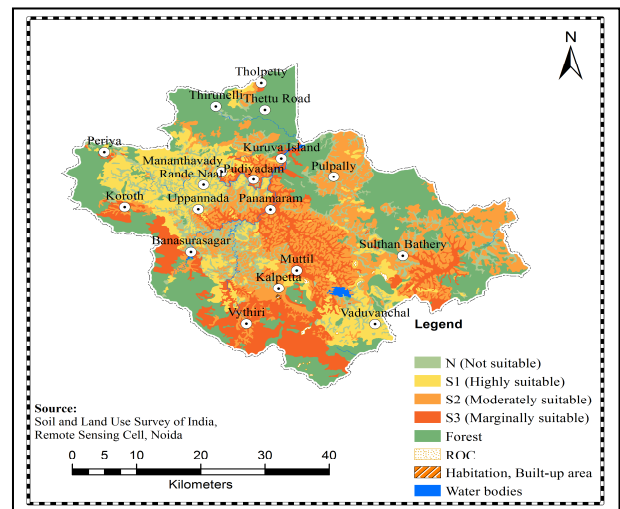 N
Tholpetty
Thirunelli
Thettu Road
Periya
Kuruva Island
Mananthavady
Pulpally
Pudiyadam
Rande Naal
Koroth
Uppannada
Panamaram
Banasurasagar
Sulthan Bathery
Muttil
Kalpetta
Vythiri
Vaduvanchal
Legend
N (Not suitable)
S1 (Highly suitable)
S2 (Moderately suitable)
S3 (Marginally suitable)
Forest
ROC
Habitation, Built-up area
Water bodies
Source:
Soil and Land Use Survey of India,
Remote Sensing Cell, Noida
0 5 10 20 30 40
Kilometers